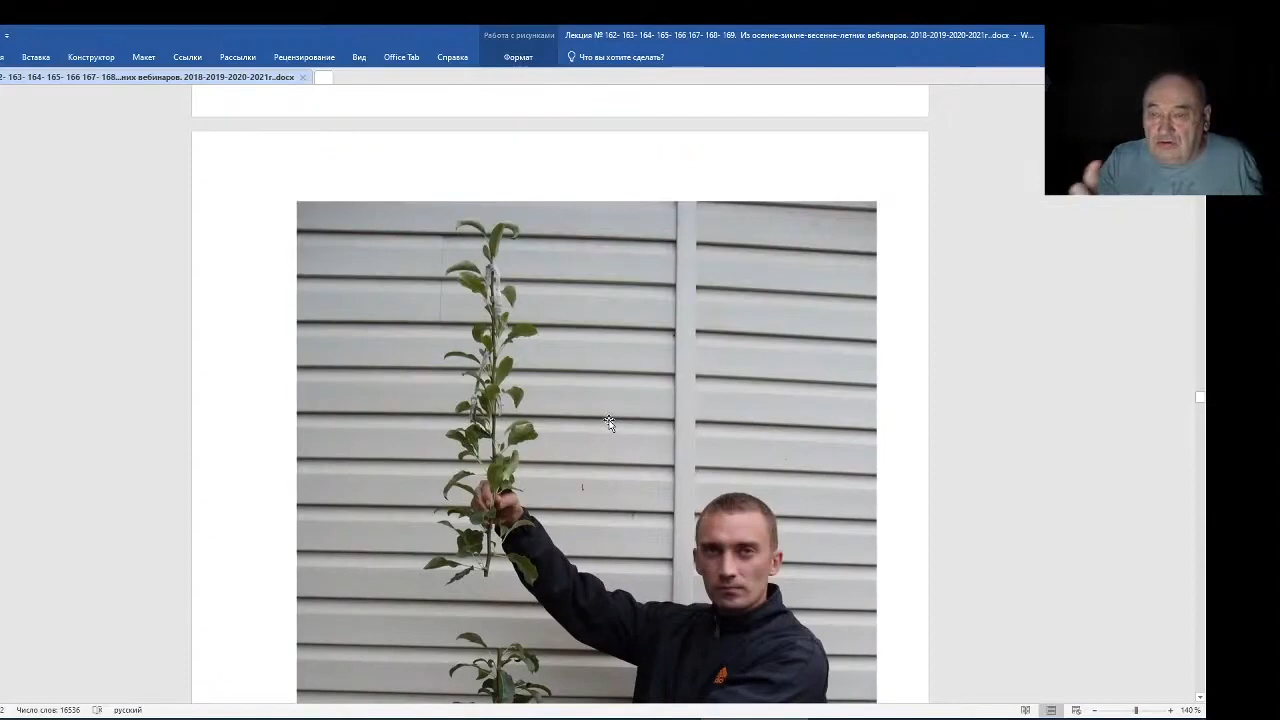 Работа с рисунками
Лекция № 162- 163- 164- 165- 166 167- 168- 169. Из осенне-зимне-весенне-летних вебинаров. 2018-2019-2020-2021г..docx - W...
Вставка Конструктор Макет Ссылки Рассылки Рецензирование Вид Office Tab Справка Формат Что вы хотите сделать?
2- 163- 164- 165- 166 167- 168...них вебинаров. 2018-2019-2020-2021г..docx
2 Число слов: 16536 русский 140 %